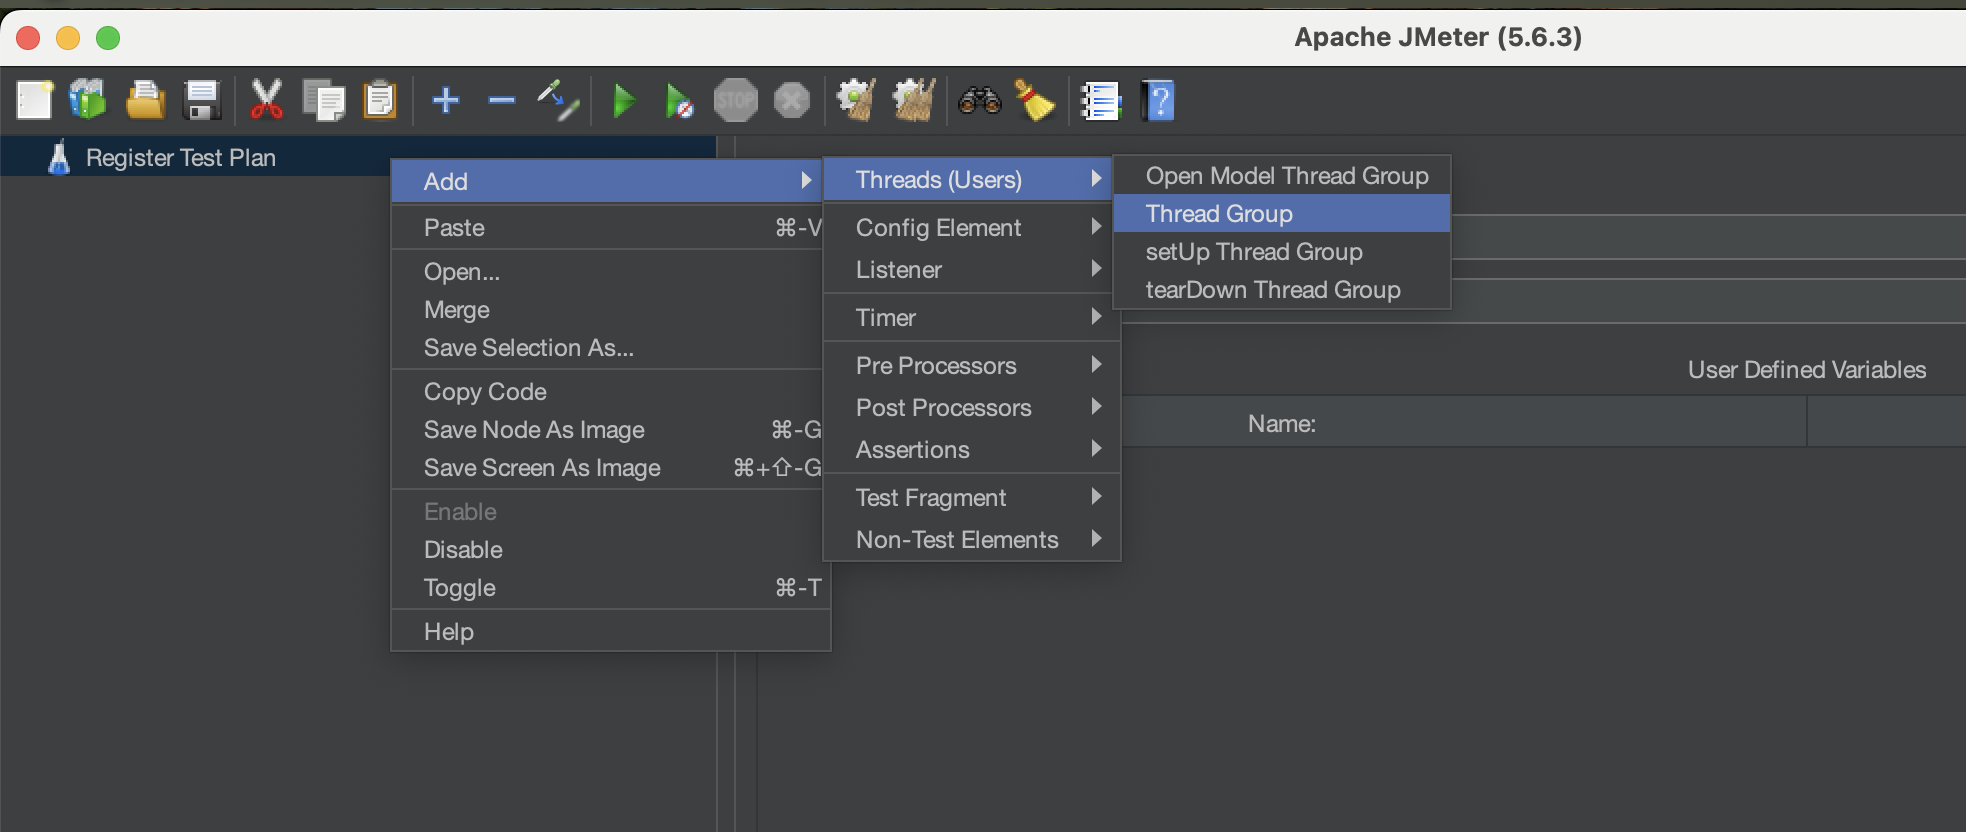 Apache JMeter (5.6.3)
STOP
?
Register Test Plan
Add
Paste ⌘-V
Open...
Merge
Save Selection As...
Copy Code
Save Node As Image ⌘-G
Save Screen As Image ⌘+⇧-G
Enable
Disable
Toggle ⌘-T
Help
Threads (Users)
Config Element
Listener
Timer
Pre Processors
Post Processors
Assertions
Test Fragment
Non-Test Elements
Open Model Thread Group
Thread Group
setUp Thread Group
tearDown Thread Group
User Defined Variables
Name: